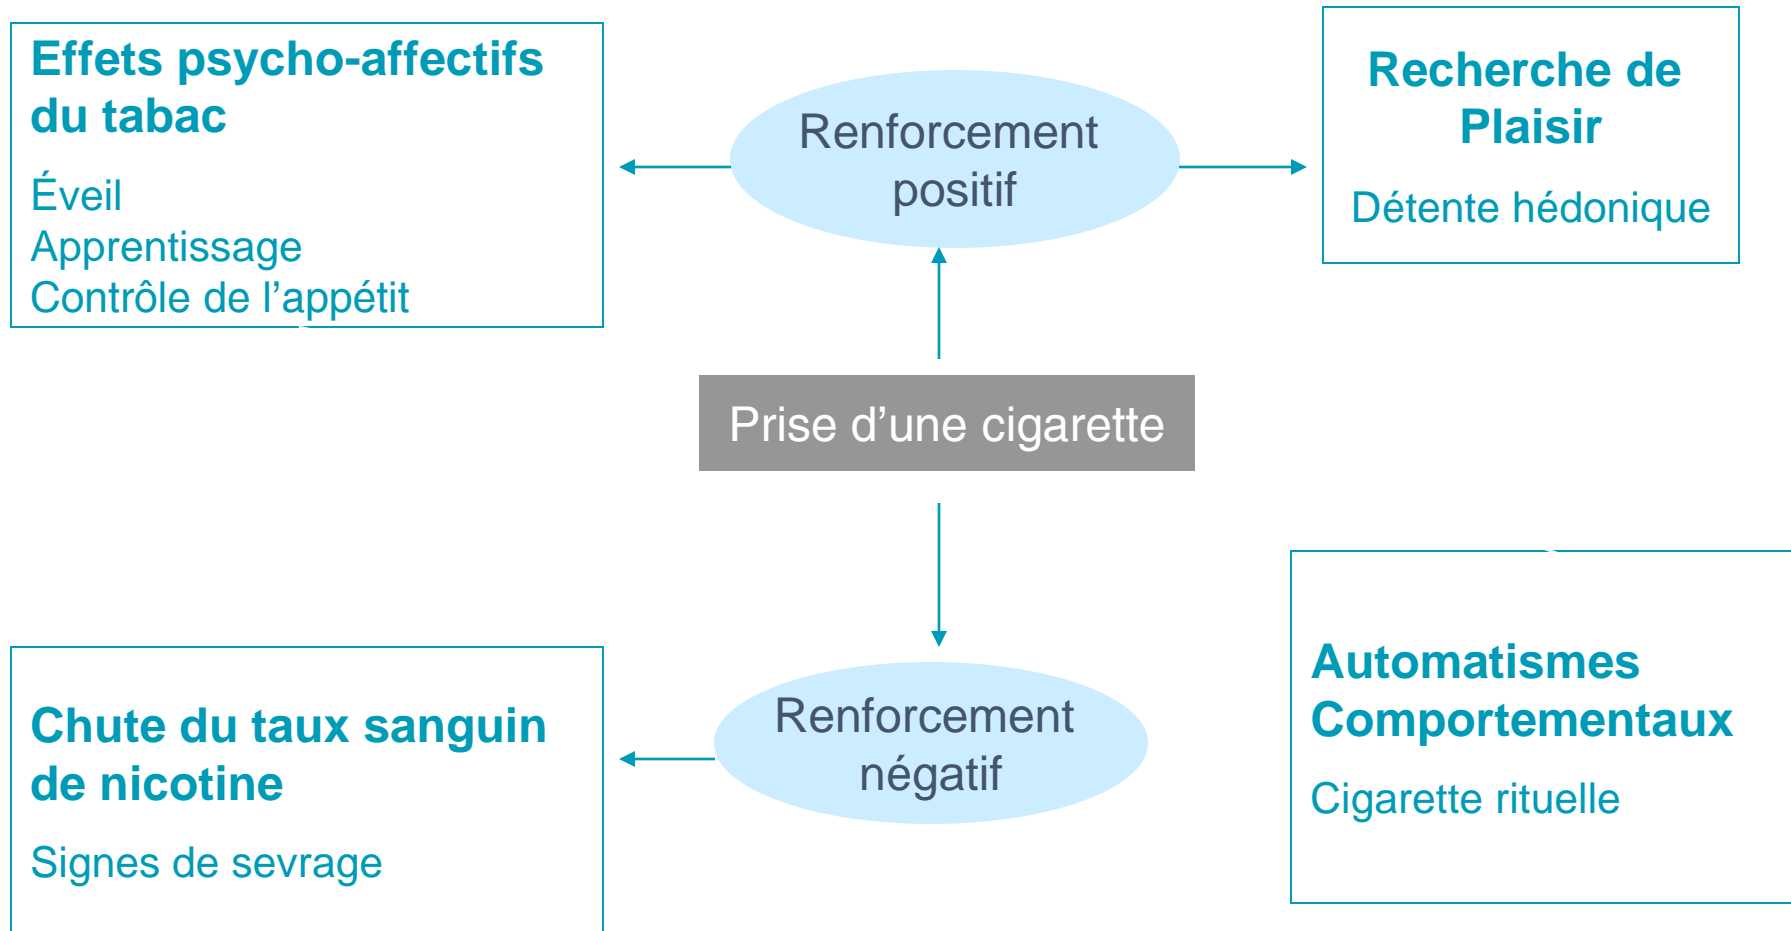 Effets psycho-affectifs
du tabac
Éveil
Apprentissage
Contrôle de l’appétit
Renforcement
positif
Recherche de
Plaisir
Détente hédonique
Prise d’une cigarette
Chute du taux sanguin
de nicotine
Signes de sevrage
Renforcement
négatif
Automatismes
Comportementaux
Cigarette rituelle